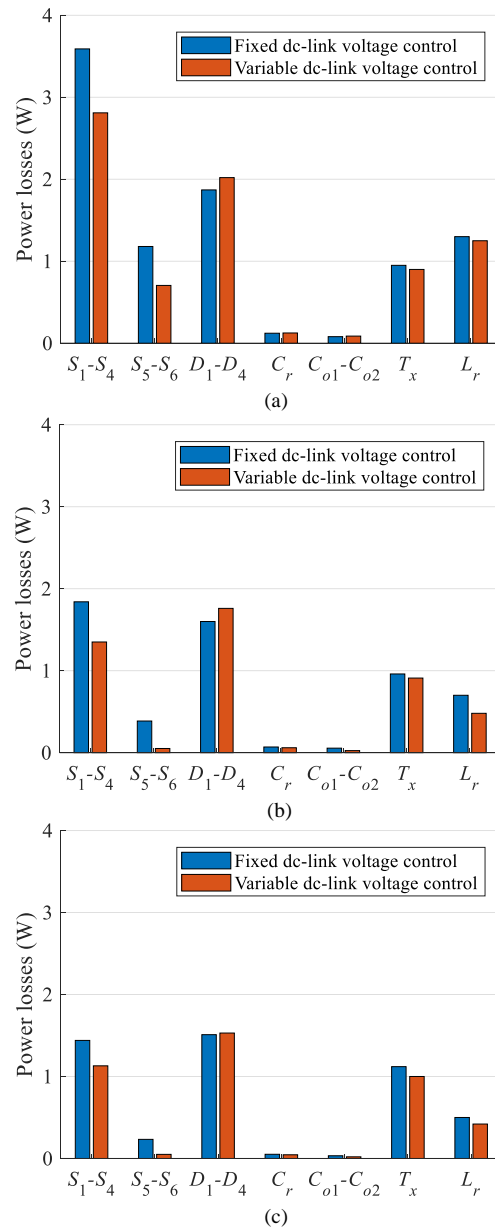 4
Fixed dc-link voltage control
Variable dc-link voltage control
3
2
1
0
Power losses (W)
S1-S4 S5-S6 D1-D4 Cr Co1-Co2 Tx Lr
(a)
4
Fixed dc-link voltage control
Variable dc-link voltage control
3
2
1
0
Power losses (W)
S1-S4 S5-S6 D1-D4 Cr Co1-Co2 Tx Lr
(b)
4
Fixed dc-link voltage control
Variable dc-link voltage control
3
2
1
0
Power losses (W)
S1-S4 S5-S6 D1-D4 Cr Co1-Co2 Tx Lr
(c)